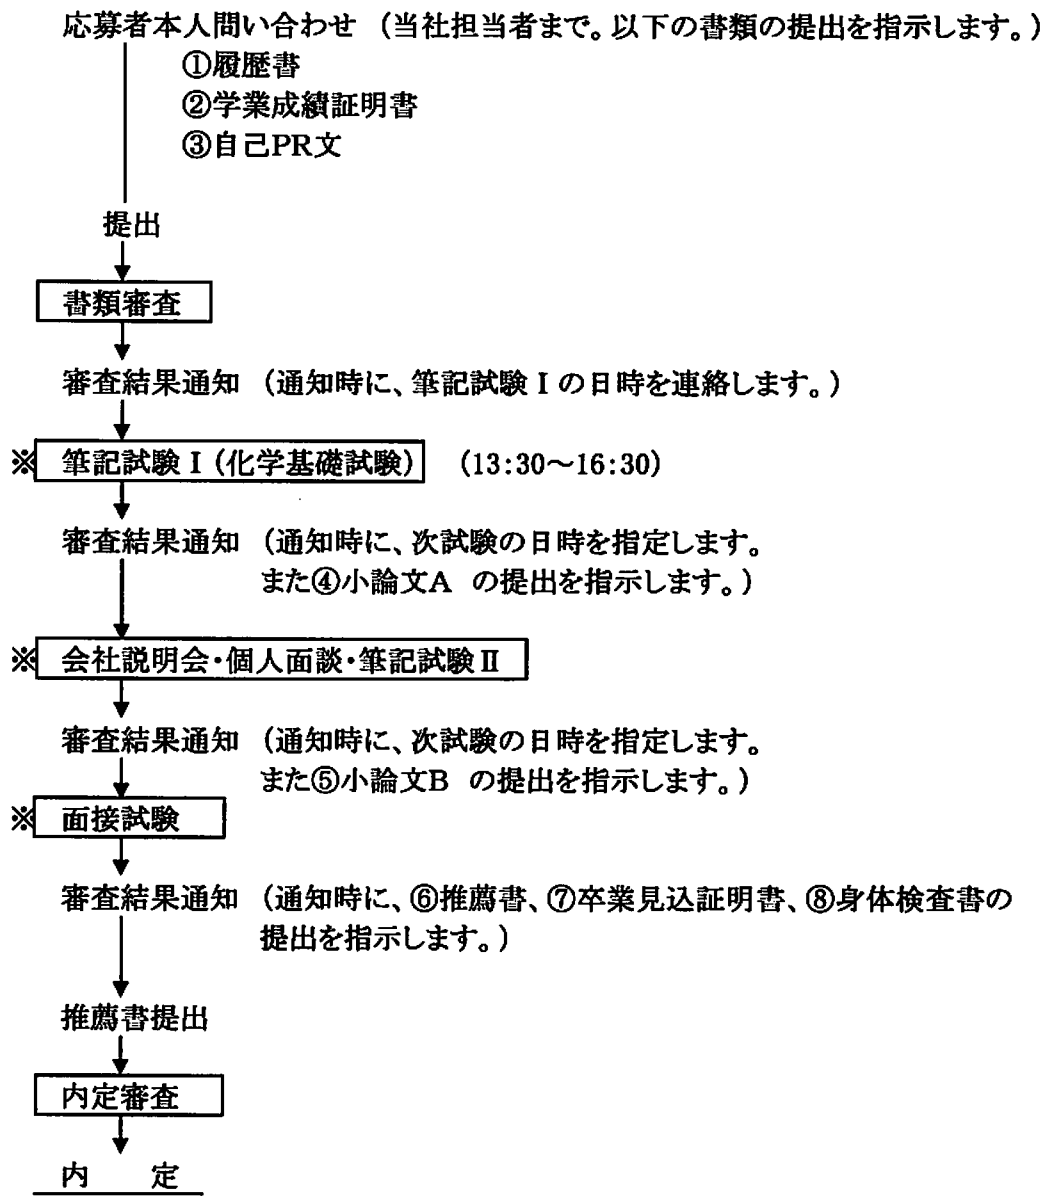 応募者本人問い合わせ (当社担当者まで。以下の書類の提出を指示します。)
①履歴書
②学業成績証明書
③自己PR文
提出
書類審査
審査結果通知 (通知時に、筆記試験Ⅰの日時を連絡します。)
※ 筆記試験Ⅰ(化学基礎試験) (13:30~16:30)
審査結果通知 (通知時に、次試験の日時を指定します。
また④小論文A の提出を指示します。)
※ 会社説明会・個人面談・筆記試験Ⅱ
審査結果通知 (通知時に、次試験の日時を指定します。
また⑤小論文B の提出を指示します。)
※ 面接試験
審査結果通知 (通知時に、⑥推薦書、⑦卒業見込証明書、⑧身体検査書の
提出を指示します。)
推薦書提出
内定審査
内 定